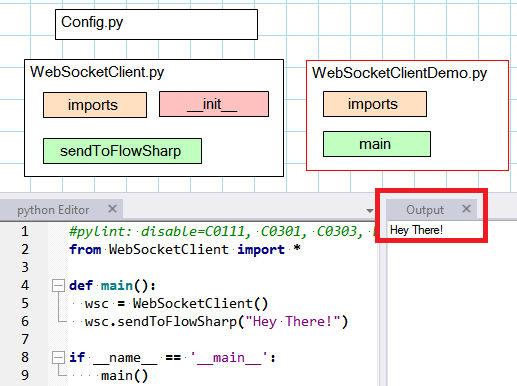 Config.py
WebSocketClient.py
WebSocketClientDemo.py
imports
__init__
imports
sendToFlowSharp
main
python Editor
Output
Hey There!
1 #pylint: disable=C0111, C0301, C0303,
2 from WebSocketClient import *
3
4 def main():
5 wsc = WebSocketClient()
6 wsc.sendToFlowSharp("Hey There!")
7
8 if __name__ == '__main__':
9 main()